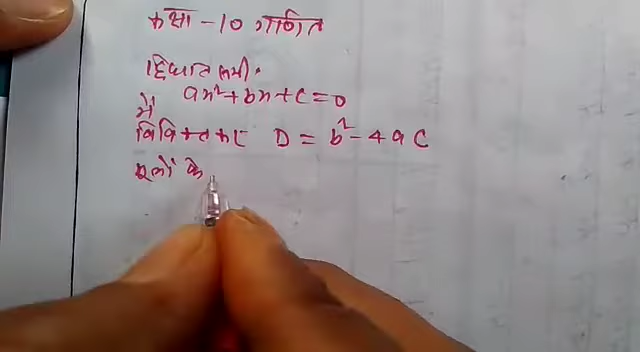 कक्षा - 10 गणित
द्विघात समी०
ax²+bx+c=0
में
विविक्तकर D = b²-4ac
मूलों के